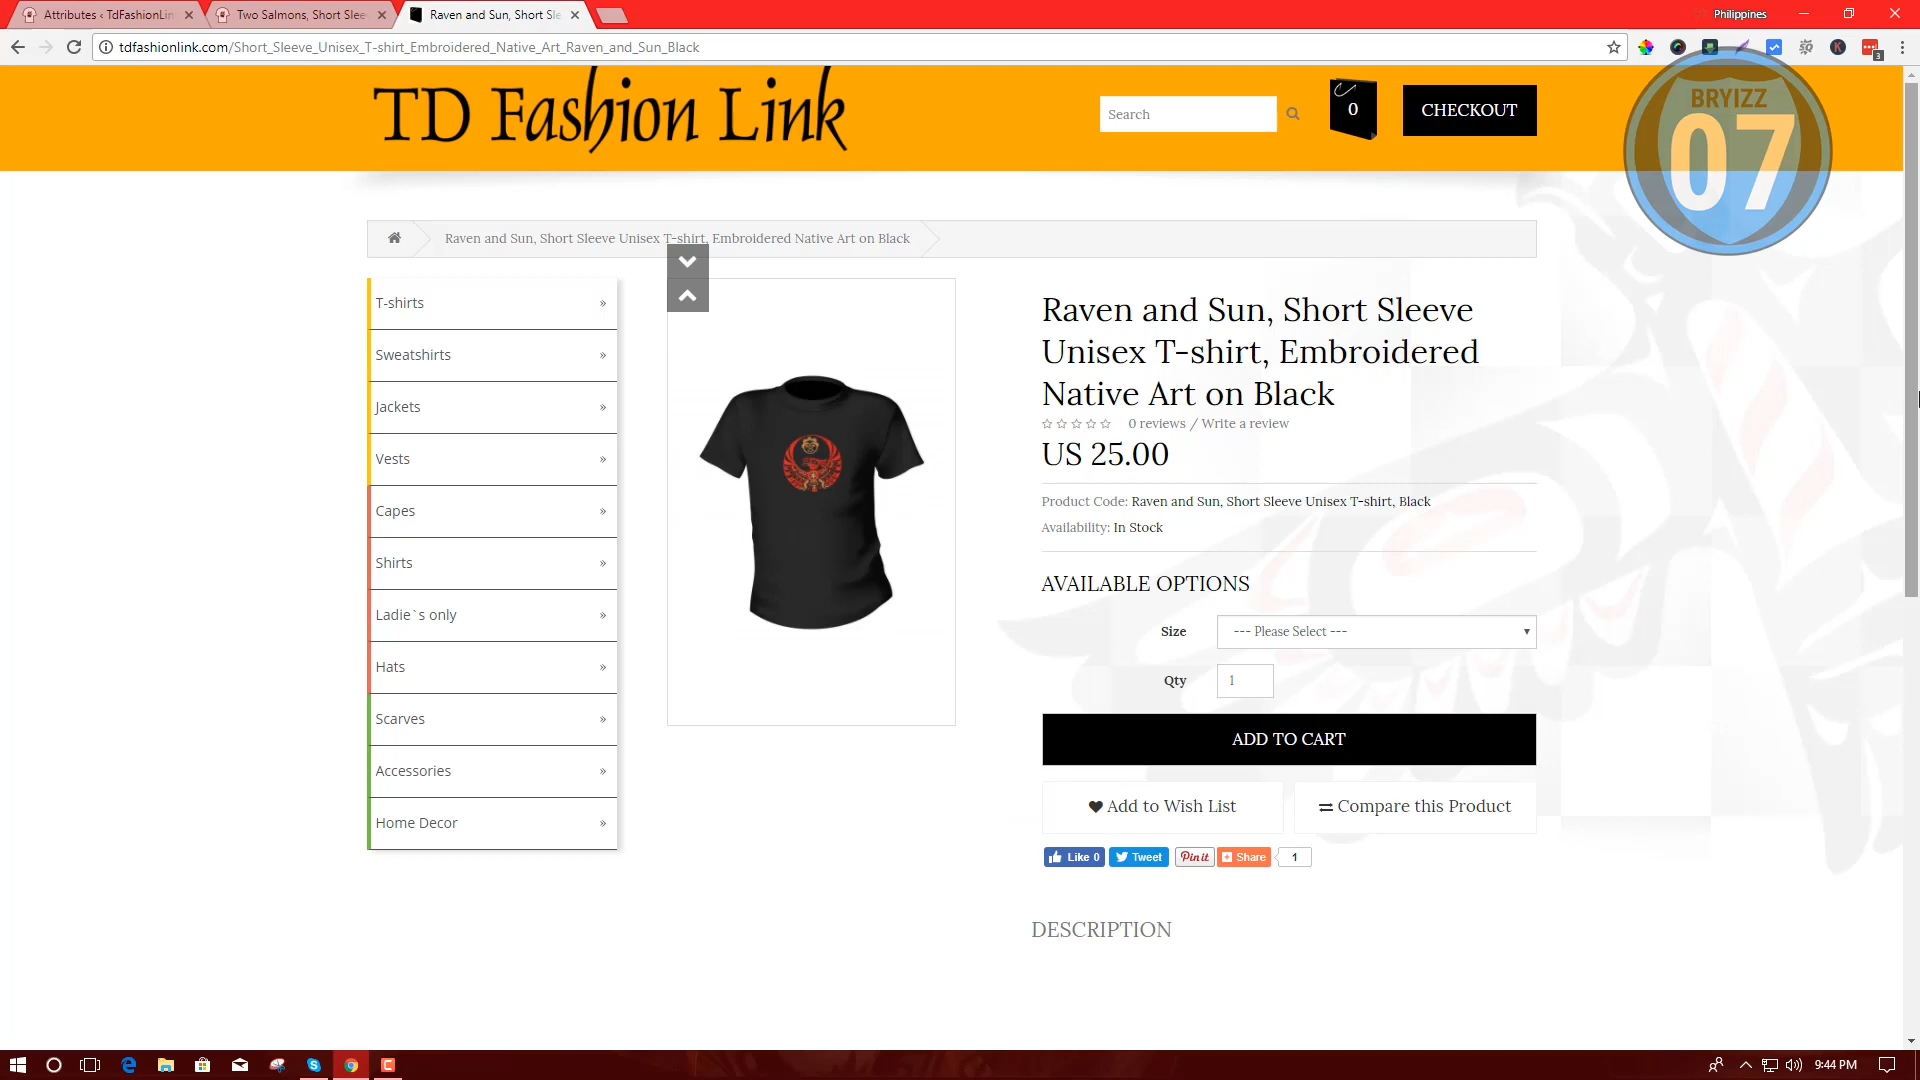 Attributes ‹ TdFashionLin
Two Salmons, Short Slee
Raven and Sun, Short Sle
Philippines
tdfashionlink.com/Short_Sleeve_Unisex_T-shirt_Embroidered_Native_Art_Raven_and_Sun_Black
3
TD Fashion Link
Search
0
CHECKOUT
BRYIZZ
07
Raven and Sun, Short Sleeve Unisex T-shirt, Embroidered Native Art on Black
T-shirts »
Sweatshirts »
Jackets »
Vests »
Capes »
Shirts »
Ladie`s only »
Hats »
Scarves »
Accessories »
Home Decor »
Raven and Sun, Short Sleeve
Unisex T-shirt, Embroidered
Native Art on Black
0 reviews / Write a review
US 25.00
Product Code: Raven and Sun, Short Sleeve Unisex T-shirt, Black
Availability: In Stock
AVAILABLE OPTIONS
Size
--- Please Select ---
Qty
1
ADD TO CART
Add to Wish List
Compare this Product
Like 0
Tweet
Pin it
Share
1
DESCRIPTION
9:44 PM